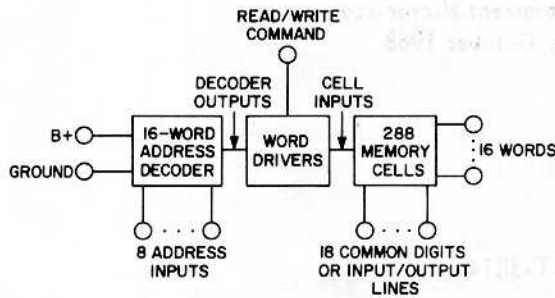 READ/WRITE
COMMAND
DECODER
OUTPUTS
CELL
INPUTS
B+
GROUND
16-WORD
ADDRESS
DECODER
WORD
DRIVERS
288
MEMORY
CELLS
16 WORDS
8 ADDRESS
INPUTS
18 COMMON DIGITS
OR INPUT/OUTPUT
LINES